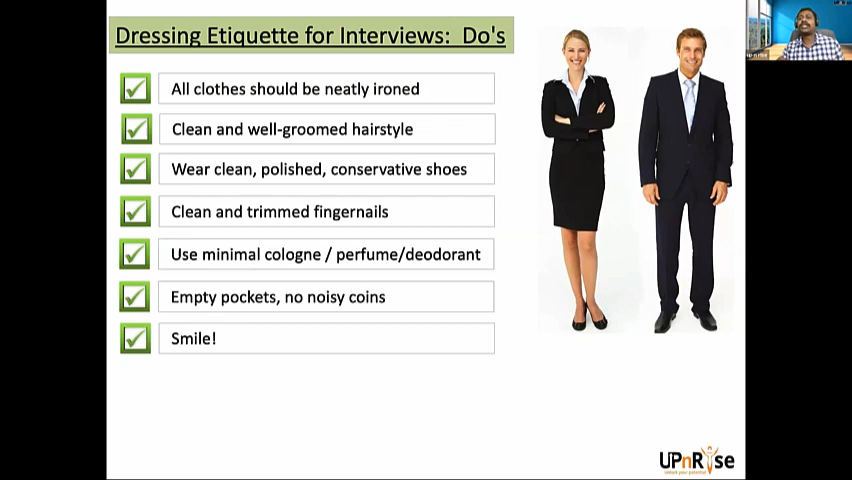 Dressing Etiquette for Interviews: Do's
All clothes should be neatly ironed
Clean and well-groomed hairstyle
Wear clean, polished, conservative shoes
Clean and trimmed fingernails
Use minimal cologne / perfume/deodorant
Empty pockets, no noisy coins
Smile!
UPnRise